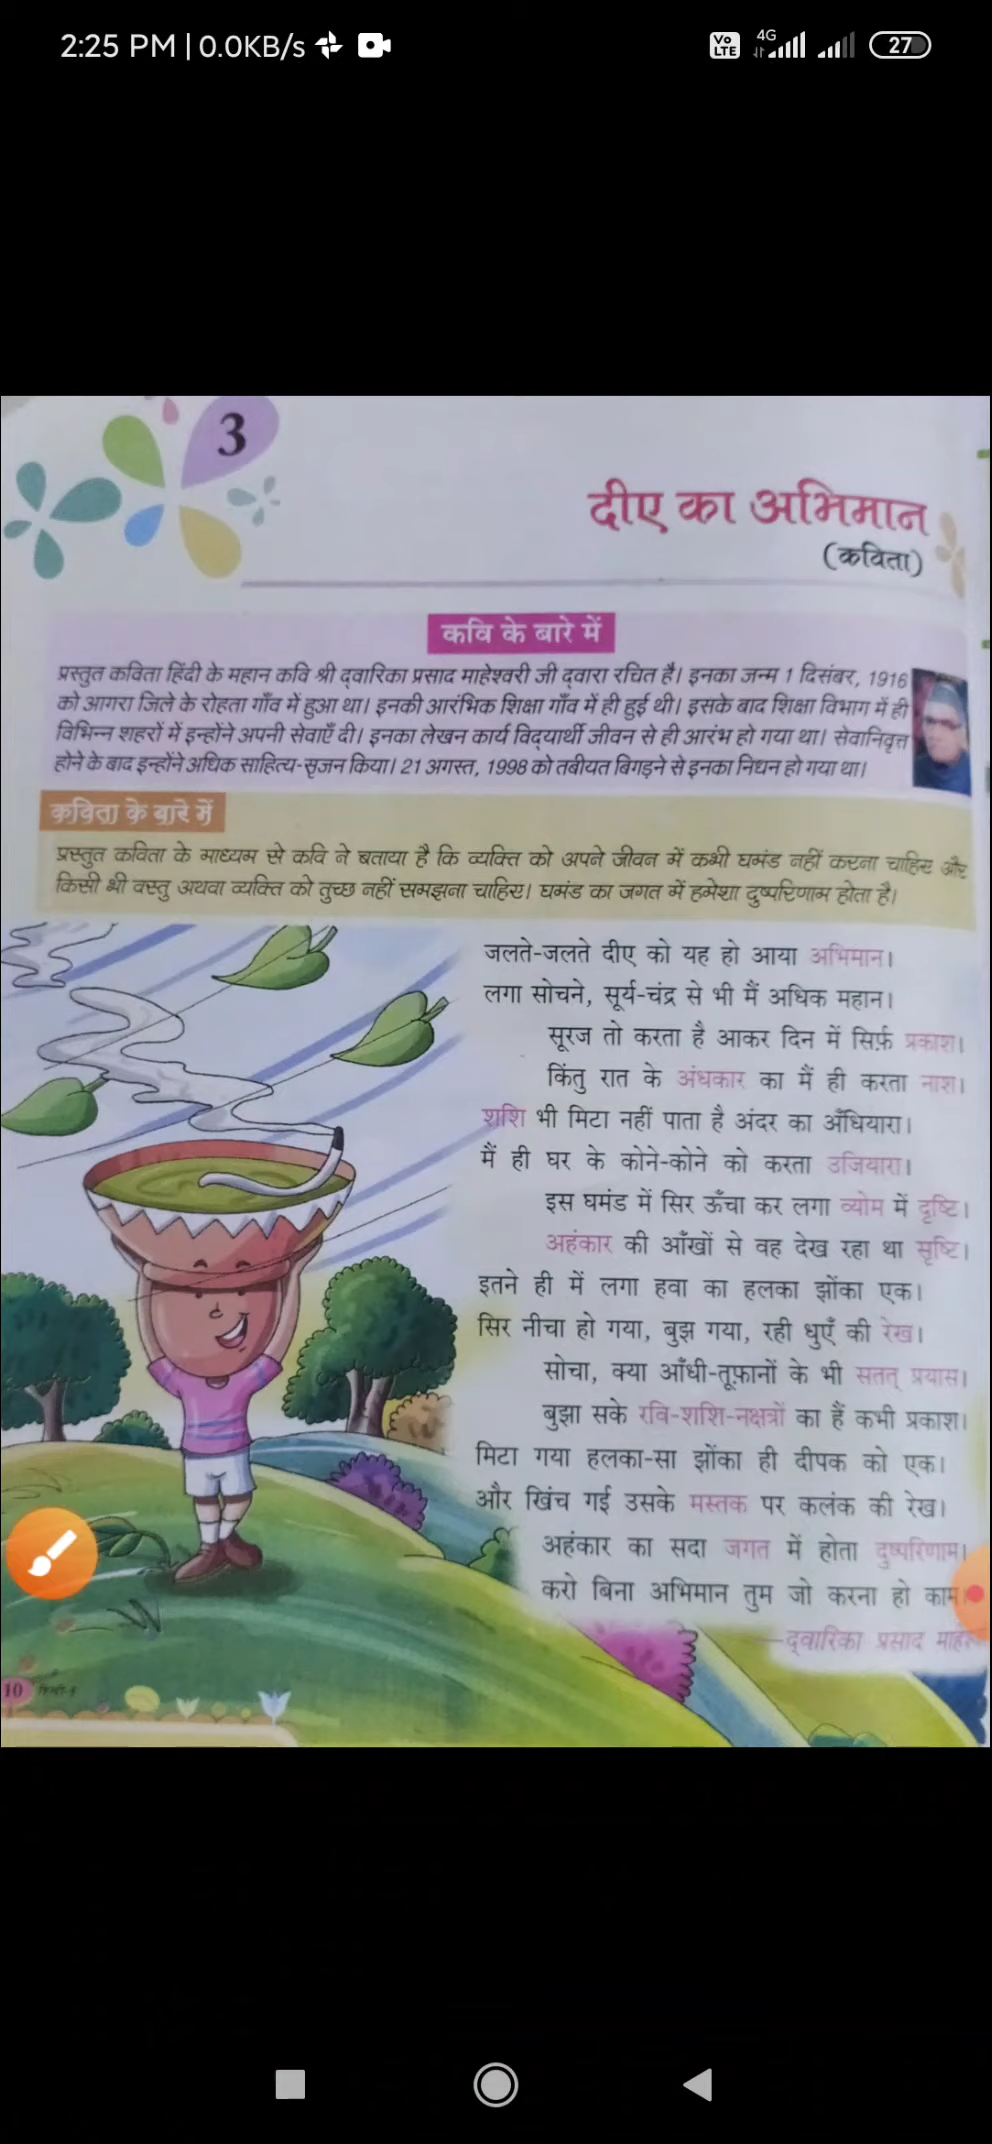 2:25 PM | 0.0KB/s
Vo LTE 4G 27
3
दीए का अभिमान
(कविता)
कवि के बारे में
प्रस्तुत कविता हिंदी के महान कवि श्री द्वारिका प्रसाद माहेश्वरी जी द्वारा रचित है। इनका जन्म 1 दिसंबर, 1916
को आगरा जिले के रोहता गाँव में हुआ था। इनकी आरंभिक शिक्षा गाँव में ही हुई थी। इसके बाद शिक्षा विभाग में ही
विभिन्न शहरों में इन्होंने अपनी सेवाएँ दी। इनका लेखन कार्य विद्यार्थी जीवन से ही आरंभ हो गया था। सेवानिवृत्त
होने के बाद इन्होंने अधिक साहित्य-सृजन किया। 21 अगस्त, 1998 को तबीयत बिगड़ने से इनका निधन हो गया था।
कविता के बारे में
प्रस्तुत कविता के माध्यम से कवि ने बताया है कि व्यक्ति को अपने जीवन में कभी घमंड नहीं करना चाहिए और
किसी भी वस्तु अथवा व्यक्ति को तुच्छ नहीं समझना चाहिए। घमंड का जगत में हमेशा दुष्परिणाम होता है।
जलते-जलते दीए को यह हो आया अभिमान।
लगा सोचने, सूर्य-चंद्र से भी मैं अधिक महान।
सूरज तो करता है आकर दिन में सिर्फ़ प्रकाश।
किंतु रात के अंधकार का मैं ही करता नाश।
शशि भी मिटा नहीं पाता है अंदर का अँधियारा।
मैं ही घर के कोने-कोने को करता उजियारा।
इस घमंड में सिर ऊँचा कर लगा व्योम में दृष्टि।
अहंकार की आँखों से वह देख रहा था सृष्टि।
इतने ही में लगा हवा का हलका झोंका एक।
सिर नीचा हो गया, बुझ गया, रही धुएँ की रेख।
सोचा, क्या आँधी-तूफ़ानों के भी सतत् प्रयास।
बुझा सके रवि-शशि-नक्षत्रों का हैं कभी प्रकाश।
मिटा गया हलका-सा झोंका ही दीपक को एक।
और खिंच गई उसके मस्तक पर कलंक की रेख।
अहंकार का सदा जगत में होता दुष्परिणाम।
करो बिना अभिमान तुम जो करना हो काम
—द्वारिका प्रसाद
10